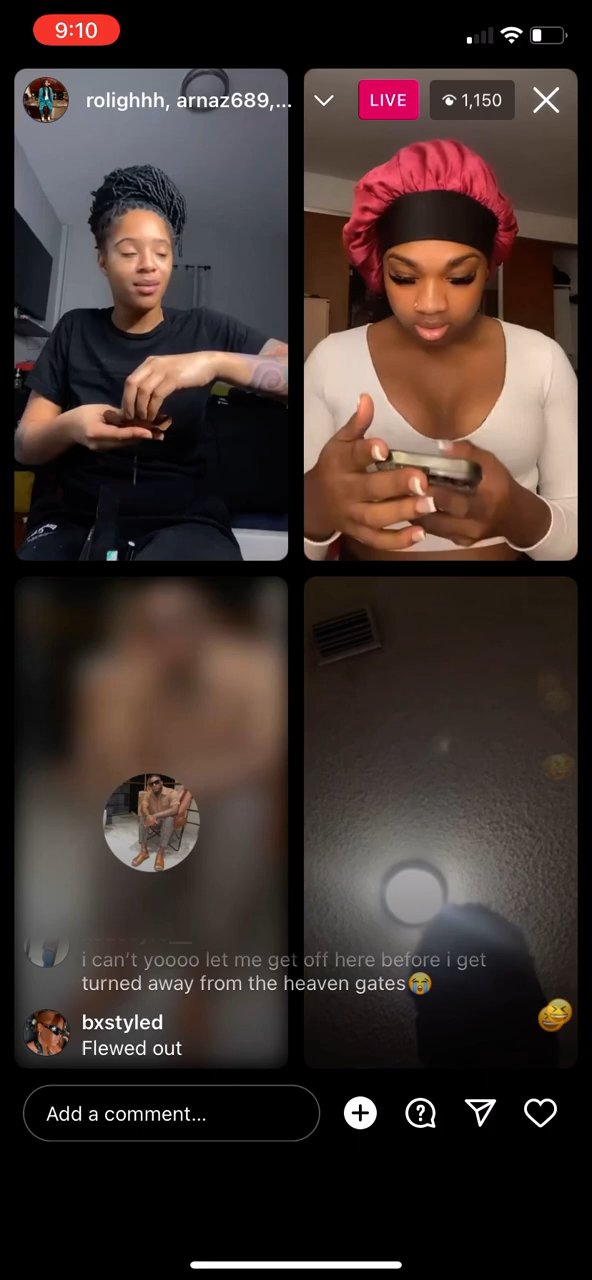 9:10
rolighhh, arnaz689,...
LIVE
1,150
i can't yoooo let me get off here before i get
turned away from the heaven gates😭
bxstyled
Flewed out
Add a comment...